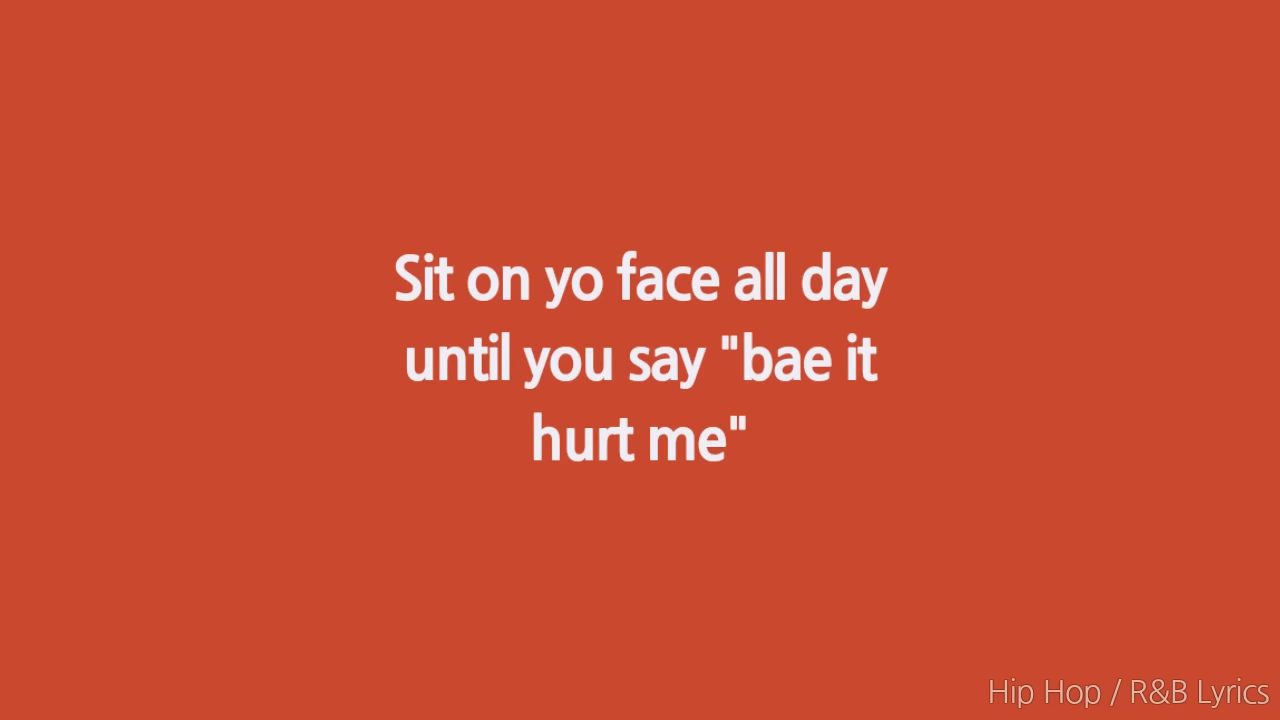 Sit on yo face all day
until you say "bae it
hurt me"
Hip Hop / R&B Lyrics